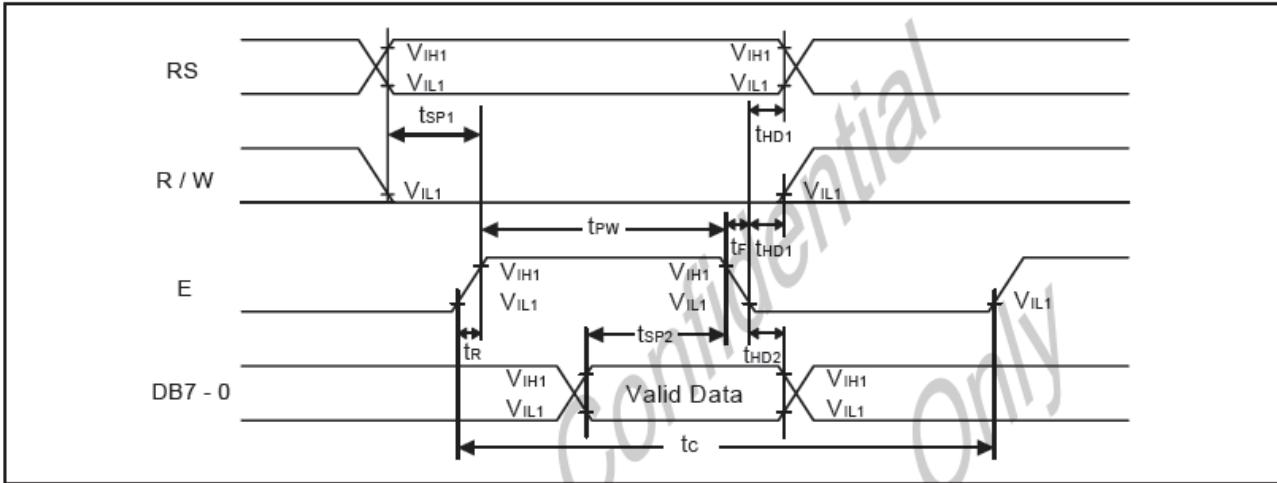 RS
VIH1
VIL1
VIH1
VIL1
tSP1
tHD1
R / W
VIL1
VIL1
tPW
tF
tHD1
E
VIH1
VIL1
VIH1
VIL1
VIL1
tR
tSP2
tHD2
DB7 - 0
VIH1
VIL1
Valid Data
VIH1
VIL1
tC
Confidential
Only